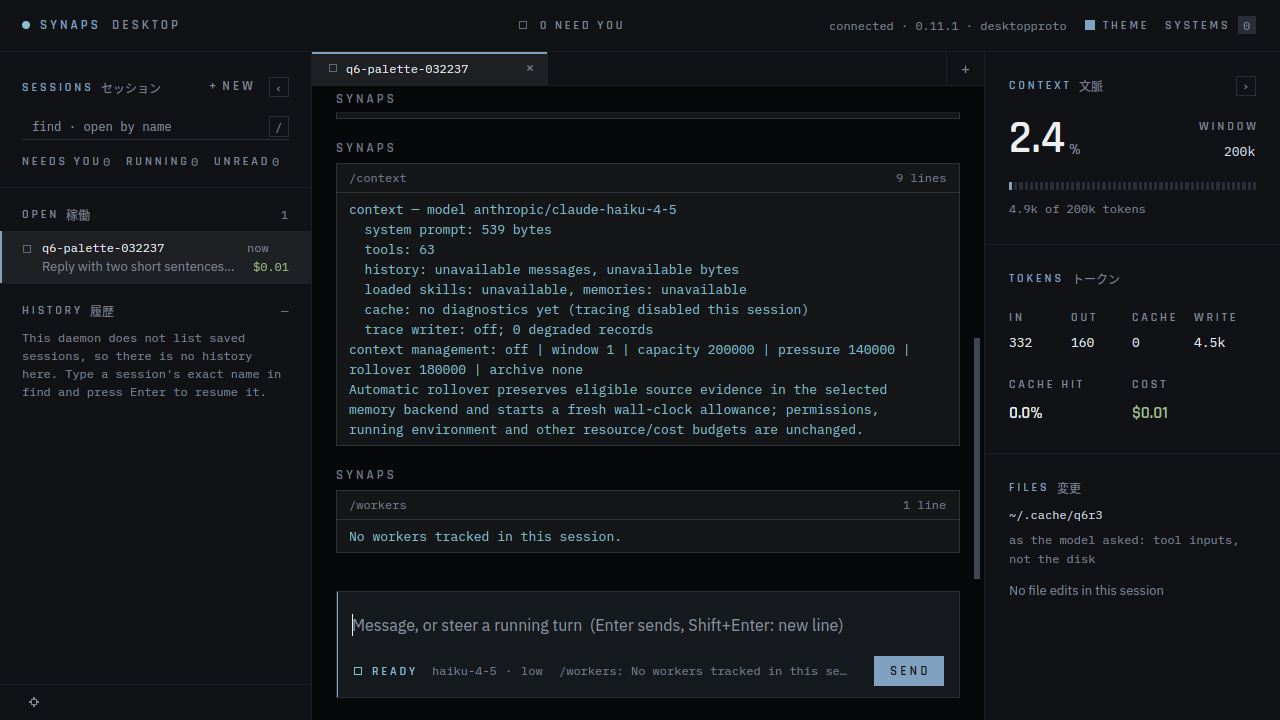 SYNAPS DESKTOP
0 NEED YOU
connected · 0.11.1 · desktopproto
THEME
SYSTEMS 0
SESSIONS セッション
+ NEW
‹
find · open by name
/
NEEDS YOU 0 RUNNING 0 UNREAD 0
OPEN 稼働 1
q6-palette-032237 now
Reply with two short sentences… $0.01
HISTORY 履歴 —
This daemon does not list saved
sessions, so there is no history
here. Type a session's exact name in
find and press Enter to resume it.
q6-palette-032237 ×
+
SYNAPS
SYNAPS
/context 9 lines
context — model anthropic/claude-haiku-4-5
system prompt: 539 bytes
tools: 63
history: unavailable messages, unavailable bytes
loaded skills: unavailable, memories: unavailable
cache: no diagnostics yet (tracing disabled this session)
trace writer: off; 0 degraded records
context management: off | window 1 | capacity 200000 | pressure 140000 |
rollover 180000 | archive none
Automatic rollover preserves eligible source evidence in the selected
memory backend and starts a fresh wall-clock allowance; permissions,
running environment and other resource/cost budgets are unchanged.
SYNAPS
/workers 1 line
No workers tracked in this session.
Message, or steer a running turn (Enter sends, Shift+Enter: new line)
READY haiku-4-5 · low /workers: No workers tracked in this se…
SEND
CONTEXT 文脈
›
2.4 %
WINDOW
200k
4.9k of 200k tokens
TOKENS トークン
IN OUT CACHE WRITE
332 160 0 4.5k
CACHE HIT COST
0.0% $0.01
FILES 変更
~/.cache/q6r3
as the model asked: tool inputs,
not the disk
No file edits in this session